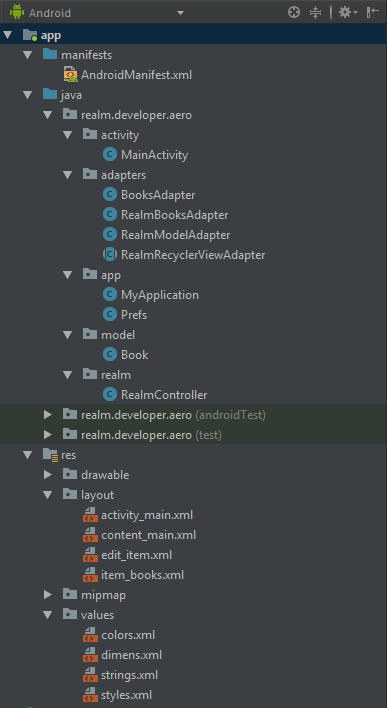 Android
app
manifests
AndroidManifest.xml
java
realm.developer.aero
activity
MainActivity
adapters
BooksAdapter
RealmBooksAdapter
RealmModelAdapter
RealmRecyclerViewAdapter
app
MyApplication
Prefs
model
Book
realm
RealmController
realm.developer.aero (androidTest)
realm.developer.aero (test)
res
drawable
layout
activity_main.xml
content_main.xml
edit_item.xml
item_books.xml
mipmap
values
colors.xml
dimens.xml
strings.xml
styles.xml